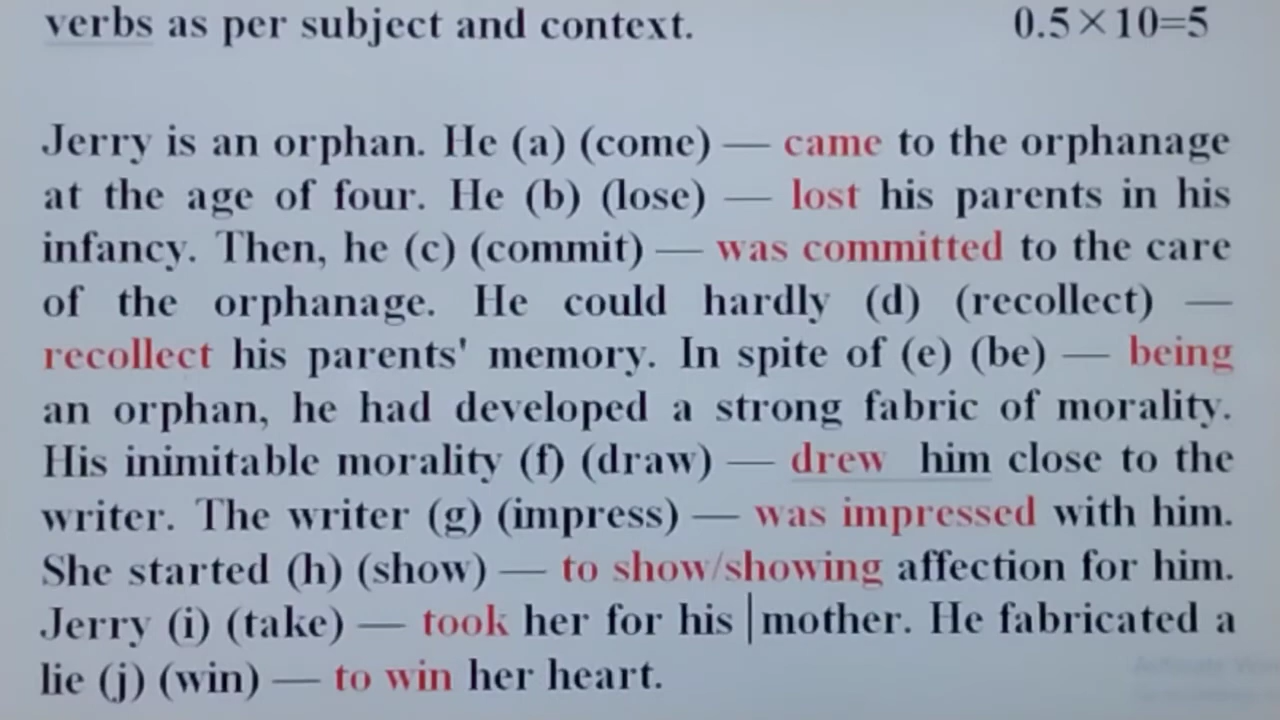 verbs as per subject and context. 0.5×10=5
Jerry is an orphan. He (a) (come) — came to the orphanage
at the age of four. He (b) (lose) — lost his parents in his
infancy. Then, he (c) (commit) — was committed to the care
of the orphanage. He could hardly (d) (recollect) —
recollect his parents' memory. In spite of (e) (be) — being
an orphan, he had developed a strong fabric of morality.
His inimitable morality (f) (draw) — drew him close to the
writer. The writer (g) (impress) — was impressed with him.
She started (h) (show) — to show/showing affection for him.
Jerry (i) (take) — took her for his mother. He fabricated a
lie (j) (win) — to win her heart.